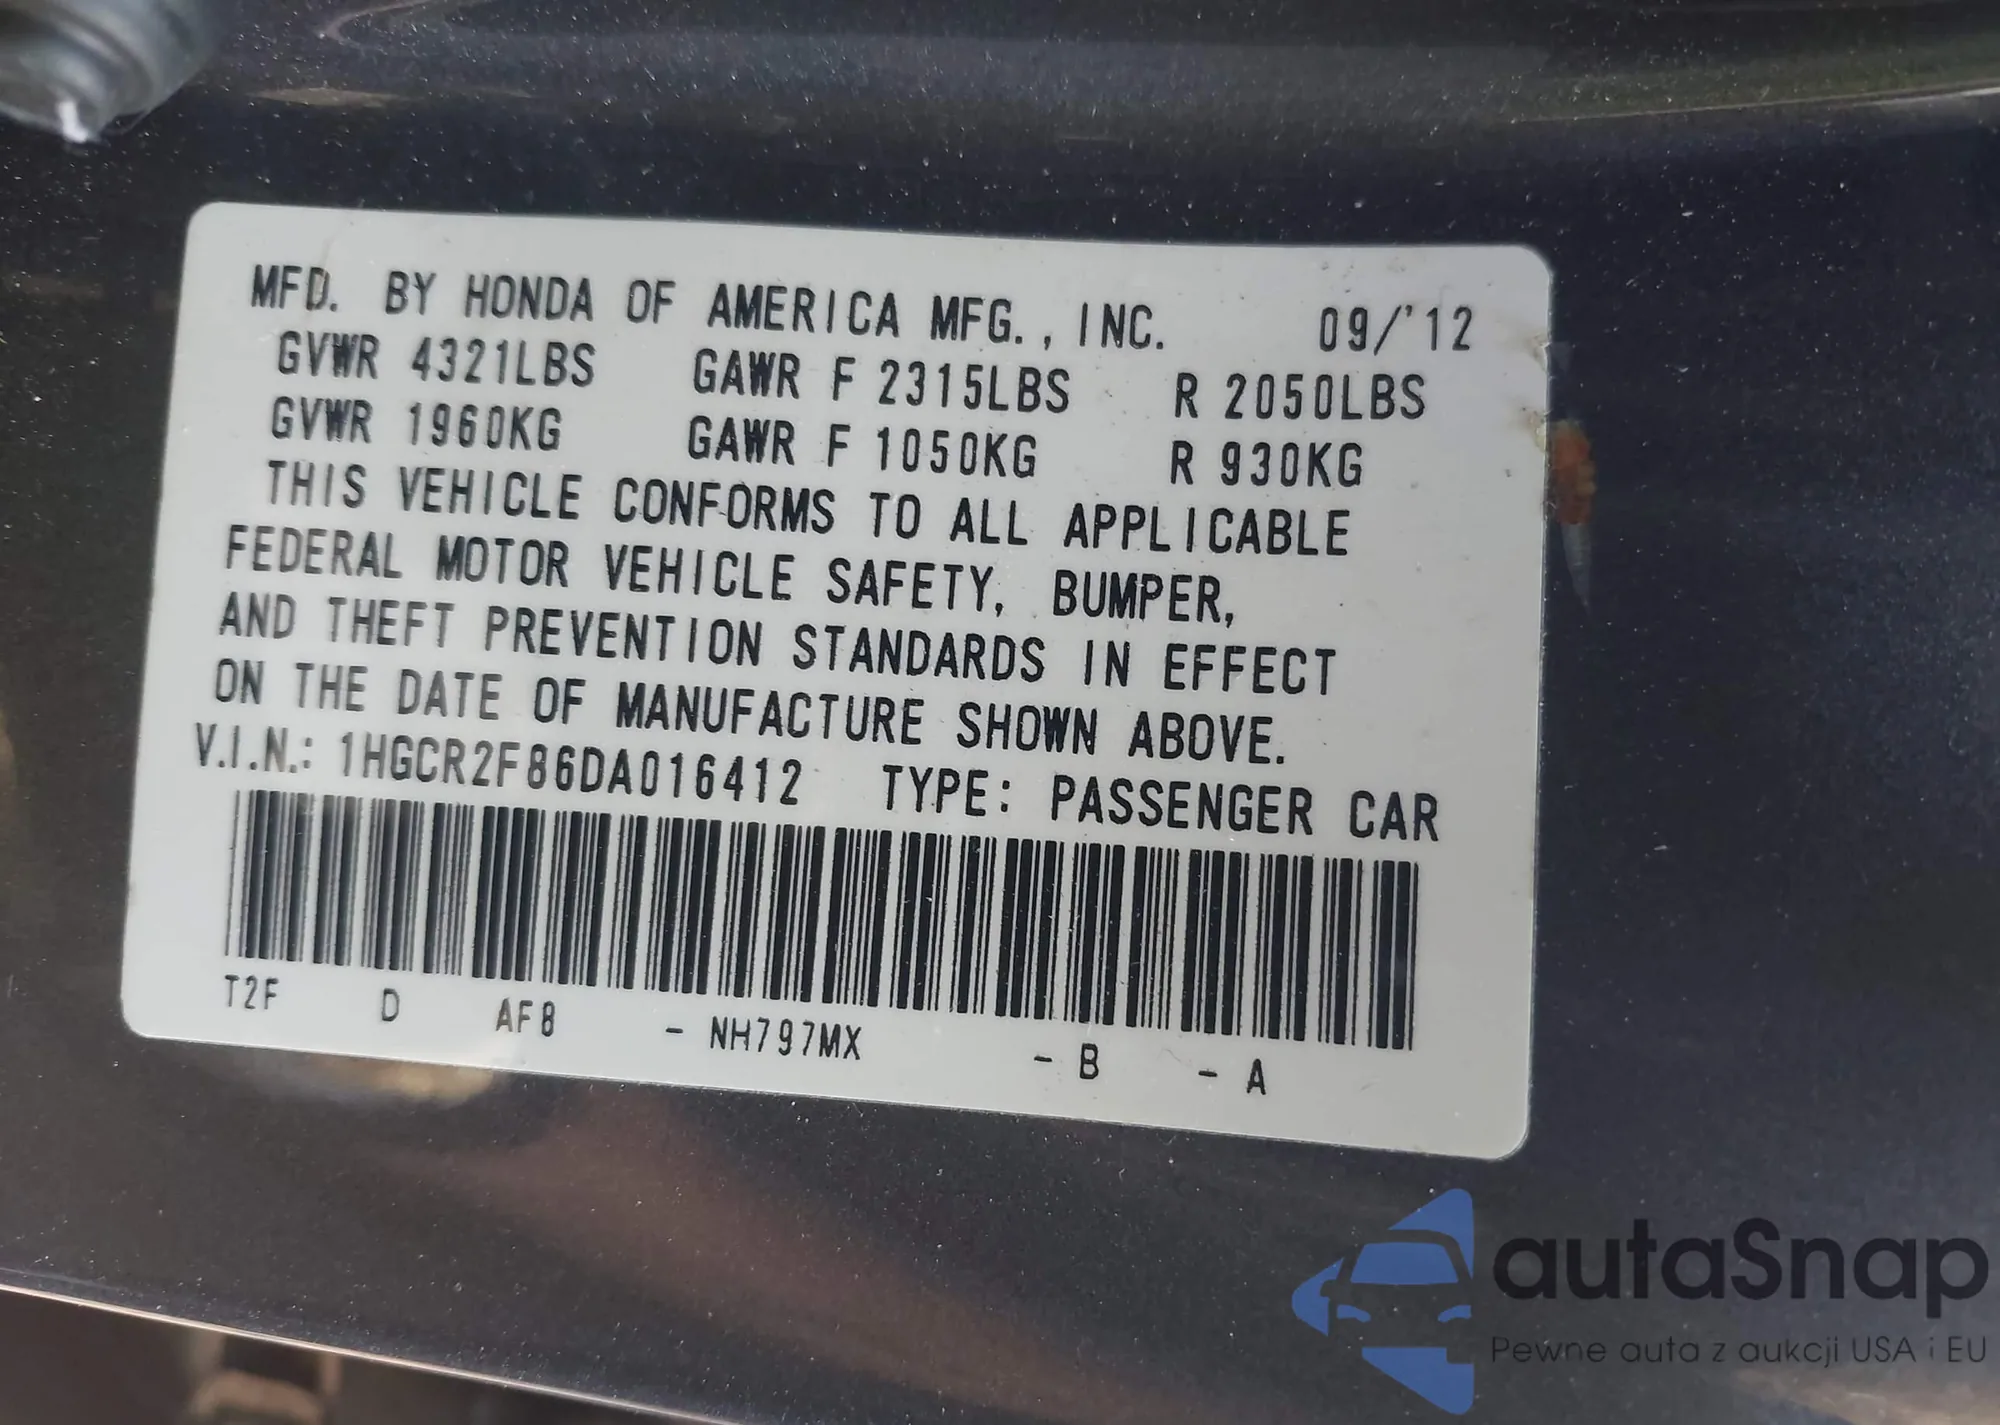 MFD. BY HONDA OF AMERICA MFG., INC. 09/'12
GVWR 4321LBS GAWR F 2315LBS R 2050LBS
GVWR 1960KG GAWR F 1050KG R 930KG
THIS VEHICLE CONFORMS TO ALL APPLICABLE
FEDERAL MOTOR VEHICLE SAFETY, BUMPER,
AND THEFT PREVENTION STANDARDS IN EFFECT
ON THE DATE OF MANUFACTURE SHOWN ABOVE.
V.I.N.: 1HGCR2F86DA016412 TYPE: PASSENGER CAR
T2F D AF8 - NH797MX - B - A
autaSnap
Pewne auta z aukcji USA i EU